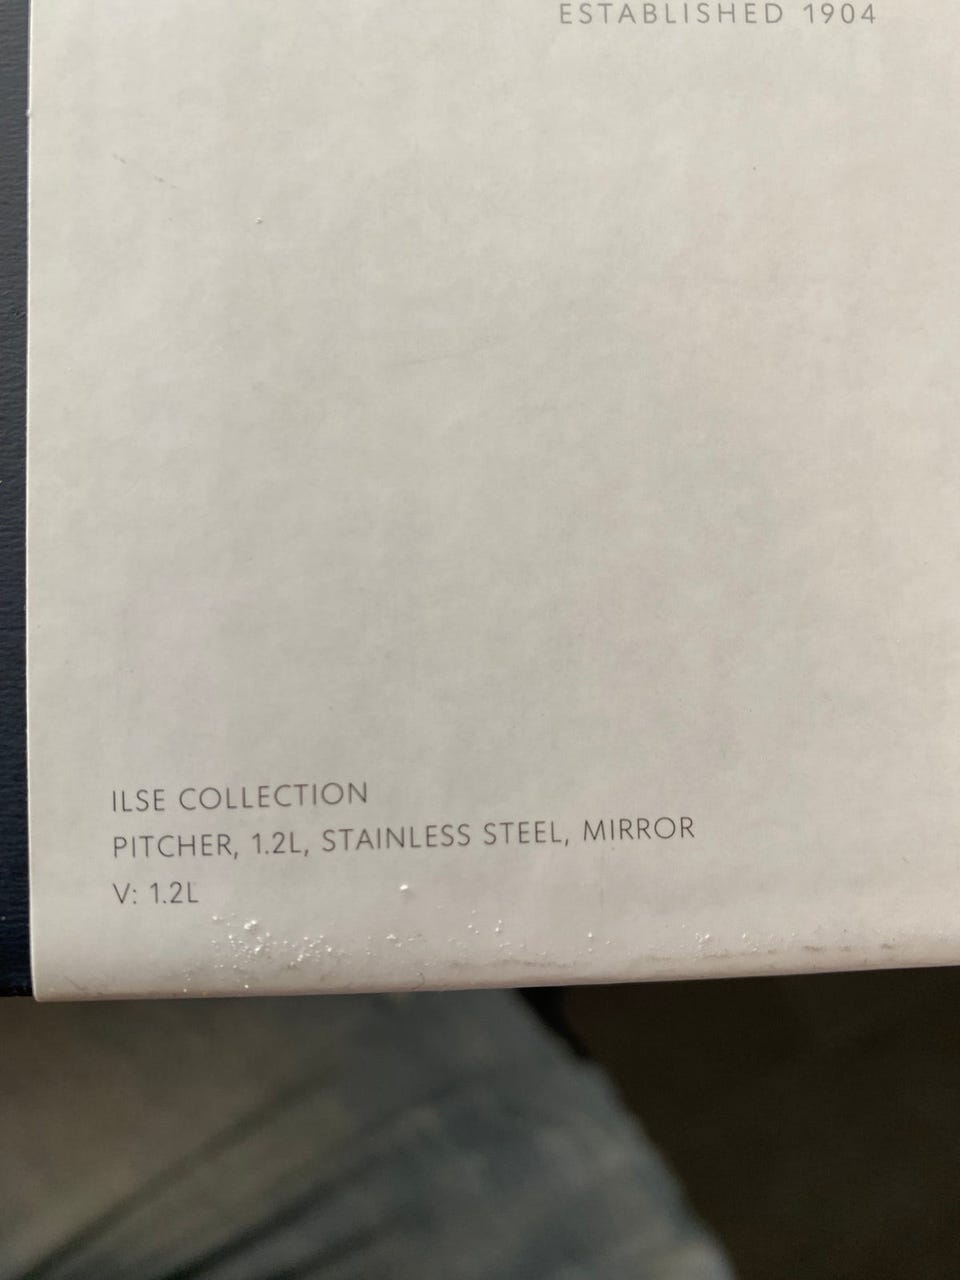 ESTABLISHED 1904
ILSE COLLECTION
PITCHER, 1.2L, STAINLESS STEEL, MIRROR
V: 1.2L